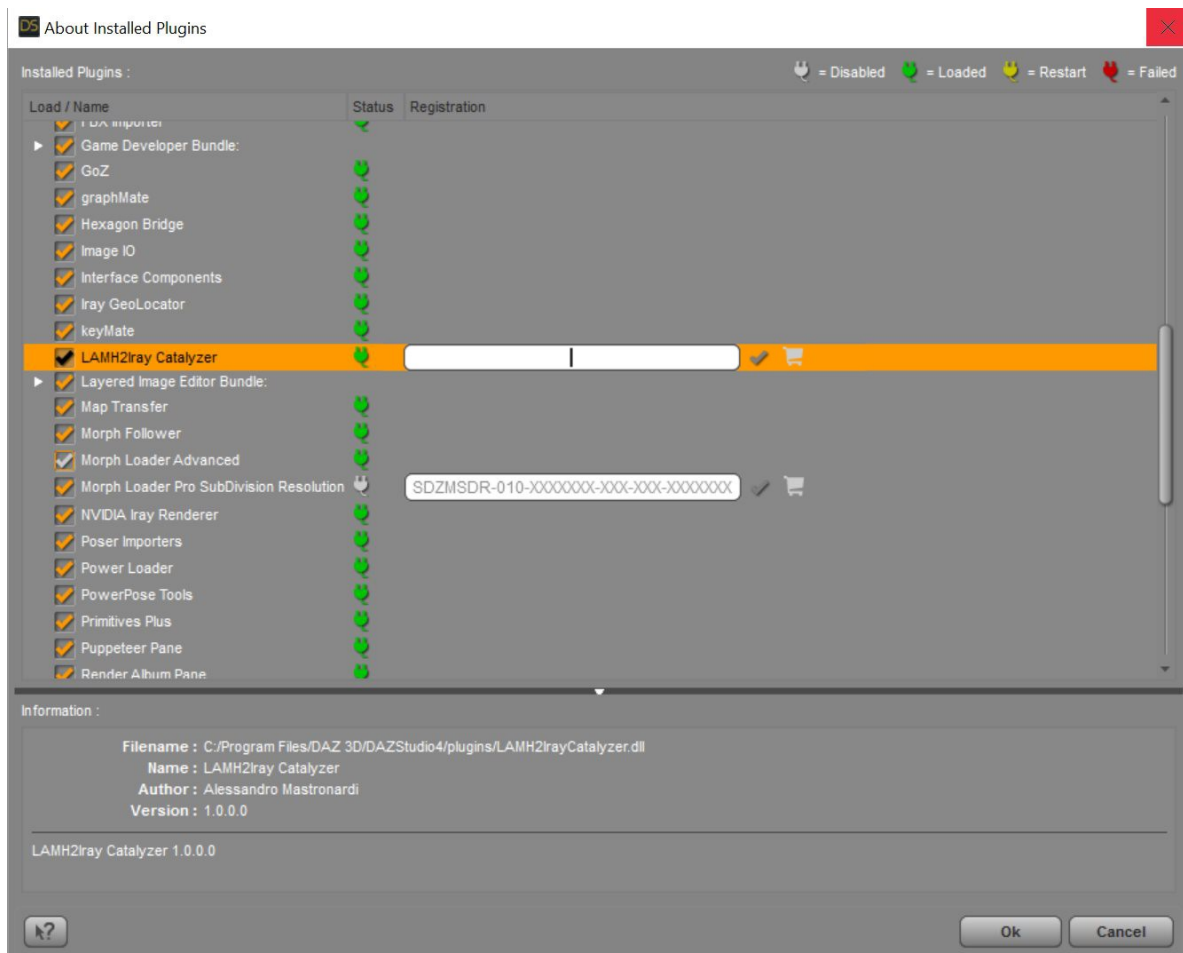 DS About Installed Plugins
Installed Plugins : = Disabled = Loaded = Restart = Failed
Load / Name Status Registration
FBX Importer
Game Developer Bundle:
GoZ
graphMate
Hexagon Bridge
Image IO
Interface Components
Iray GeoLocator
keyMate
LAMH2Iray Catalyzer
Layered Image Editor Bundle:
Map Transfer
Morph Follower
Morph Loader Advanced
Morph Loader Pro SubDivision Resolution SDZMSDR-010-XXXXXXX-XXX-XXX-XXXXXXX
NVIDIA Iray Renderer
Poser Importers
Power Loader
PowerPose Tools
Primitives Plus
Puppeteer Pane
Render Album Pane
Information :
Filename : C:/Program Files/DAZ 3D/DAZStudio4/plugins/LAMH2IrayCatalyzer.dll
Name : LAMH2Iray Catalyzer
Author : Alessandro Mastronardi
Version : 1.0.0.0
LAMH2Iray Catalyzer 1.0.0.0
? Ok Cancel